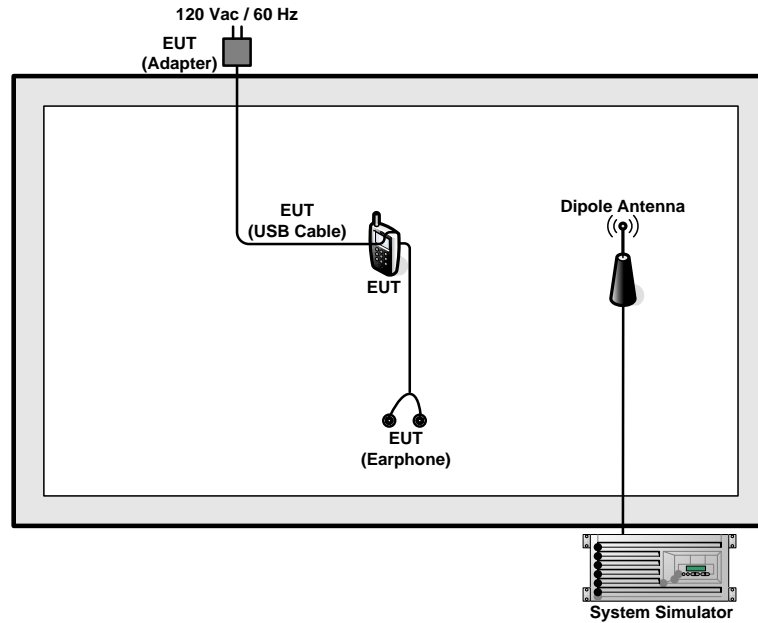 120 Vac / 60 Hz
EUT
(Adapter)
EUT
(USB Cable)
EUT
Dipole Antenna
EUT
(Earphone)
System Simulator